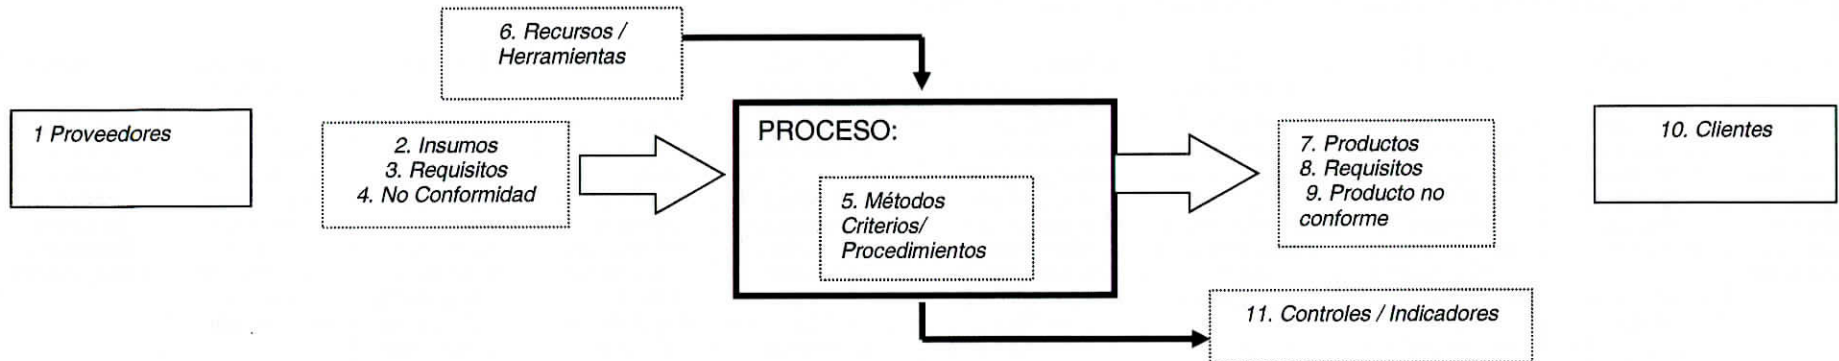 6. Recursos /
Herramientas
1 Proveedores
2. Insumos
3. Requisitos
4. No Conformidad
PROCESO:
5. Métodos
Criterios/
Procedimientos
7. Productos
8. Requisitos
9. Producto no
conforme
10. Clientes
11. Controles / Indicadores